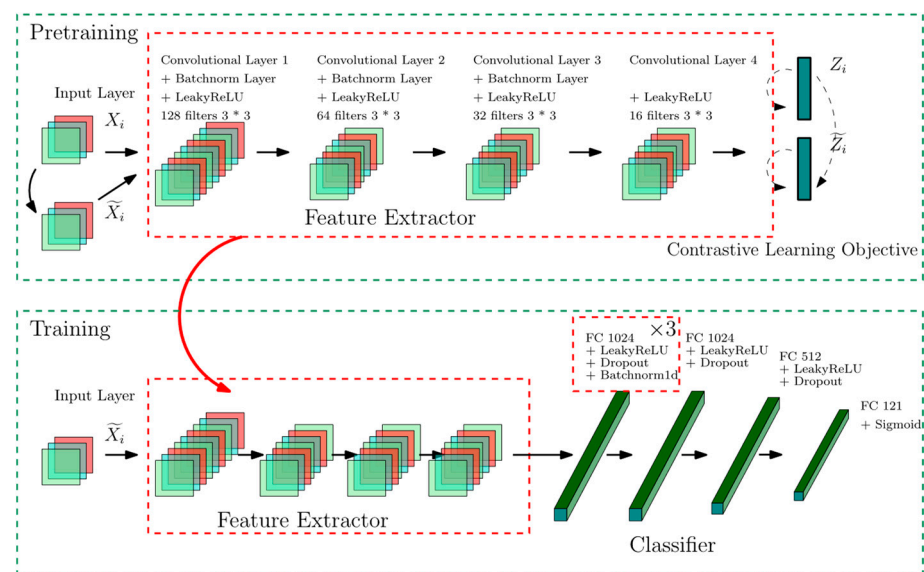 Pretraining
Input Layer
X_i
X̃_i
Convolutional Layer 1
+ Batchnorm Layer
+ LeakyReLU
128 filters 3 * 3
Convolutional Layer 2
+ Batchnorm Layer
+ LeakyReLU
64 filters 3 * 3
Convolutional Layer 3
+ Batchnorm Layer
+ LeakyReLU
32 filters 3 * 3
Convolutional Layer 4
+ LeakyReLU
16 filters 3 * 3
Feature Extractor
Z_i
Z̃_i
Contrastive Learning Objective
Training
Input Layer
X̃_i
Feature Extractor
×3
FC 1024
+ LeakyReLU
+ Dropout
+ Batchnorm1d
FC 1024
+ LeakyReLU
+ Dropout
FC 512
+ LeakyReLU
+ Dropout
FC 121
+ Sigmoid
Classifier